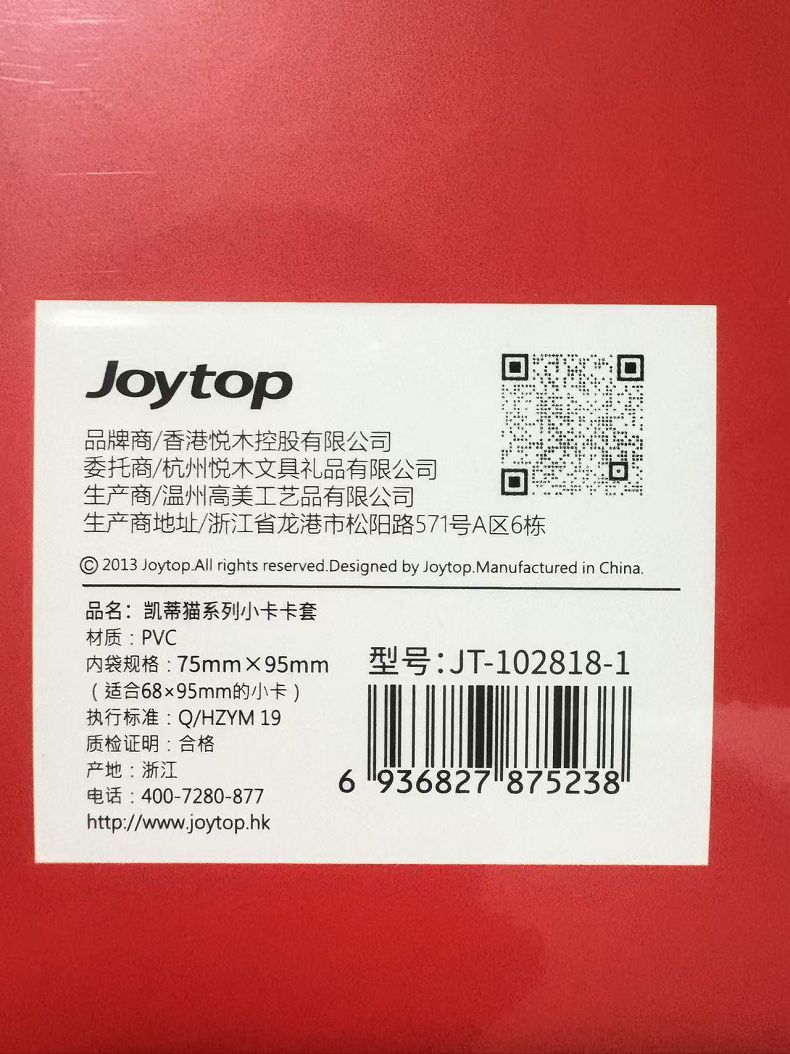 Joytop
品牌商/香港悦木控股有限公司
委托商/杭州悦木文具礼品有限公司
生产商/温州高美工艺品有限公司
生产商地址/浙江省龙港市松阳路571号A区6栋
© 2013 Joytop.All rights reserved.Designed by Joytop.Manufactured in China.
品名：凯蒂猫系列小卡卡套
材质：PVC
内袋规格：75mm×95mm
（适合68×95mm的小卡）
执行标准：Q/HZYM 19
质检证明：合格
产地：浙江
电话：400-7280-877
http://www.joytop.hk
型号：JT-102818-1
6 936827 875238